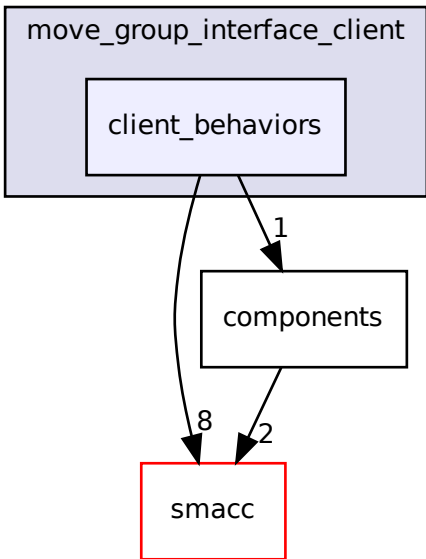 move_group_interface_client
client_behaviors
1
components
8
2
smacc